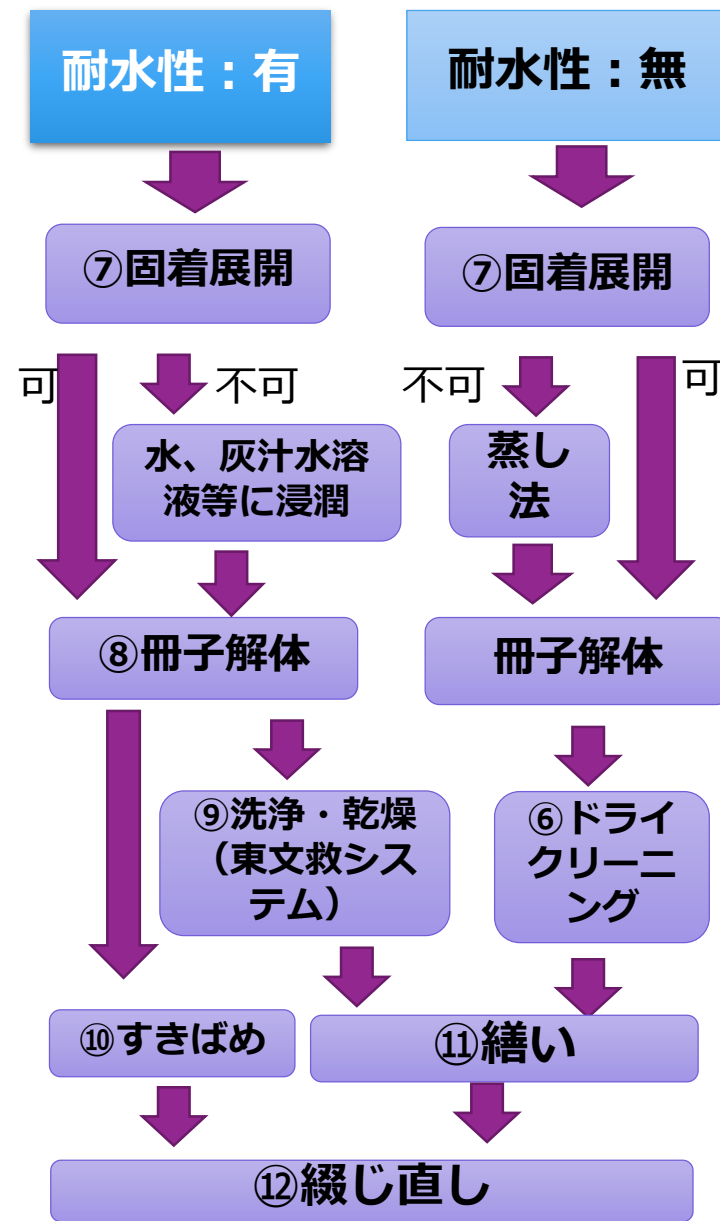 耐水性：有
耐水性：無
⑦固着展開
⑦固着展開
可
不可
不可
可
水、灰汁水溶
液等に浸潤
蒸し
法
⑧冊子解体
冊子解体
⑨洗浄・乾燥
（東文救シス
テム）
⑥ドライ
クリーニ
ング
⑩すきばめ
⑪繕い
⑫綴じ直し